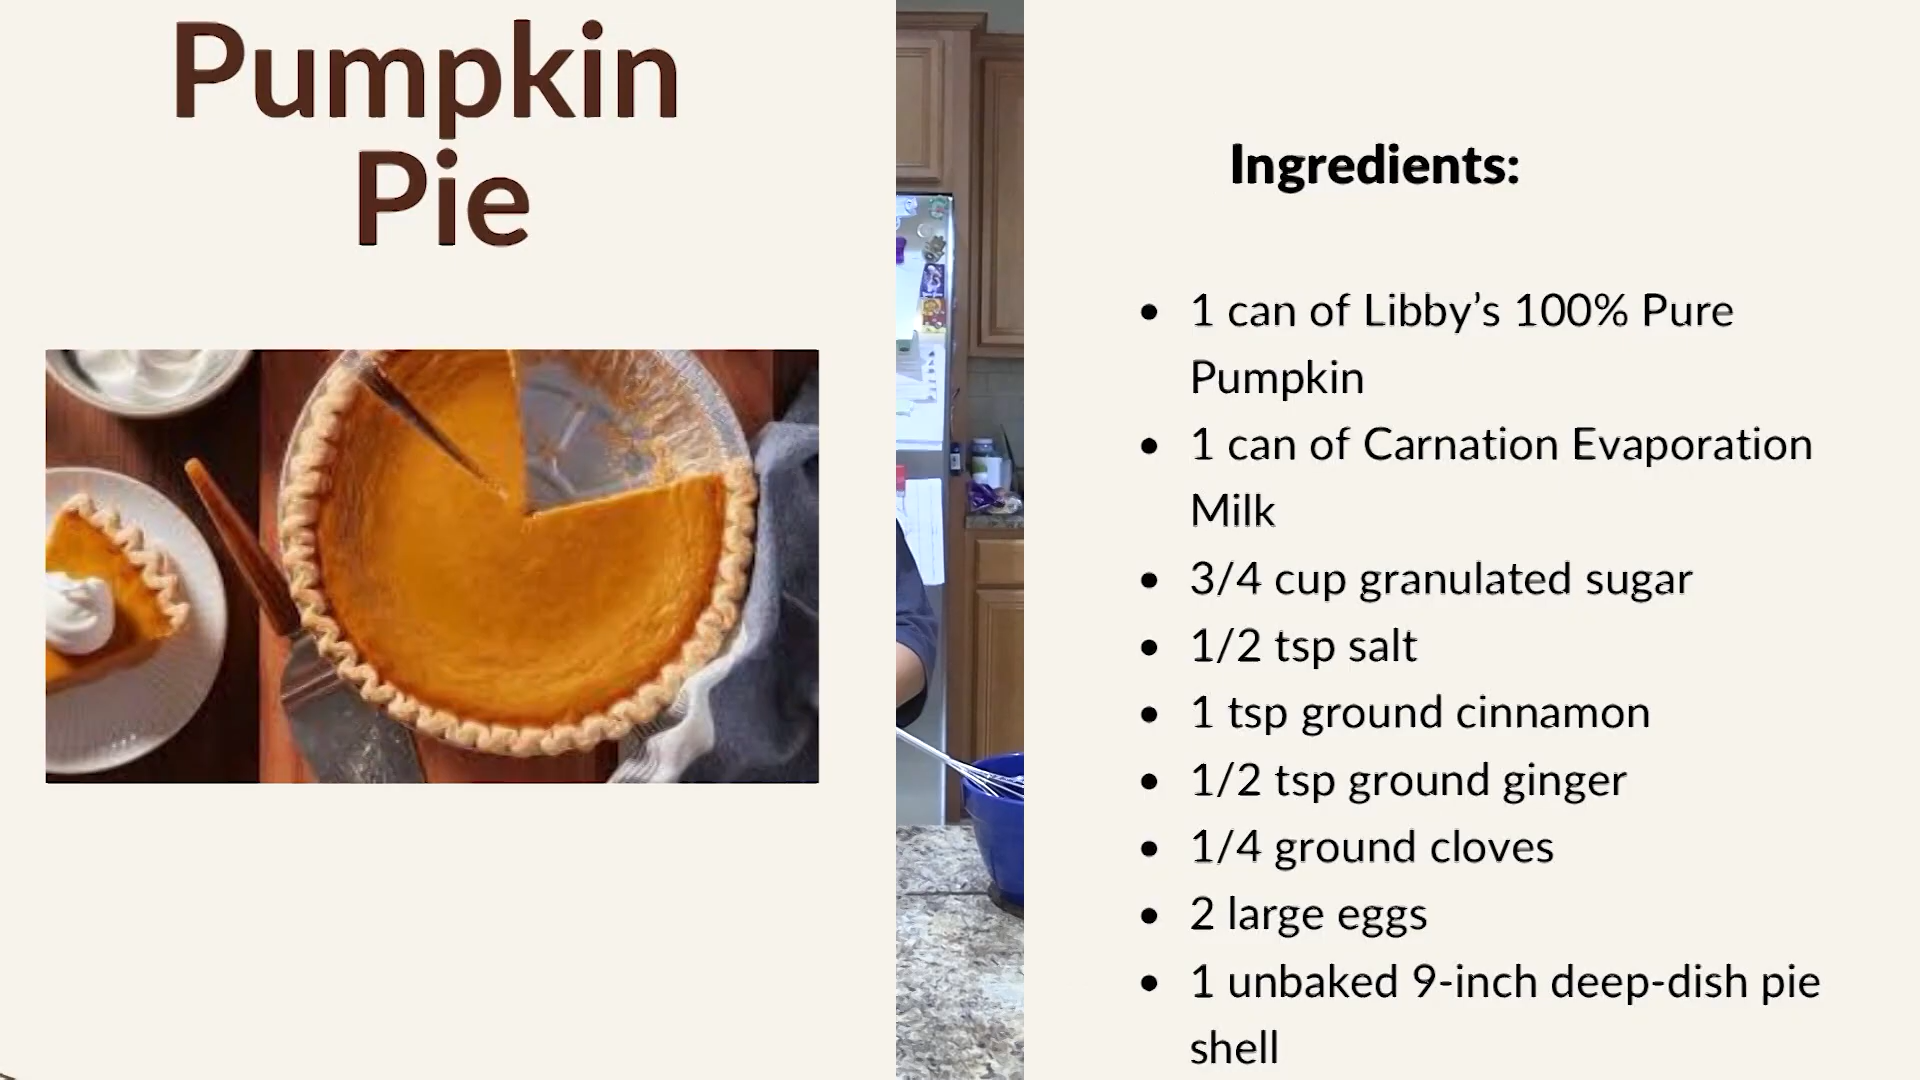 Pumpkin
Pie
Ingredients:
• 1 can of Libby’s 100% Pure
Pumpkin
• 1 can of Carnation Evaporation
Milk
• 3/4 cup granulated sugar
• 1/2 tsp salt
• 1 tsp ground cinnamon
• 1/2 tsp ground ginger
• 1/4 ground cloves
• 2 large eggs
• 1 unbaked 9-inch deep-dish pie
shell